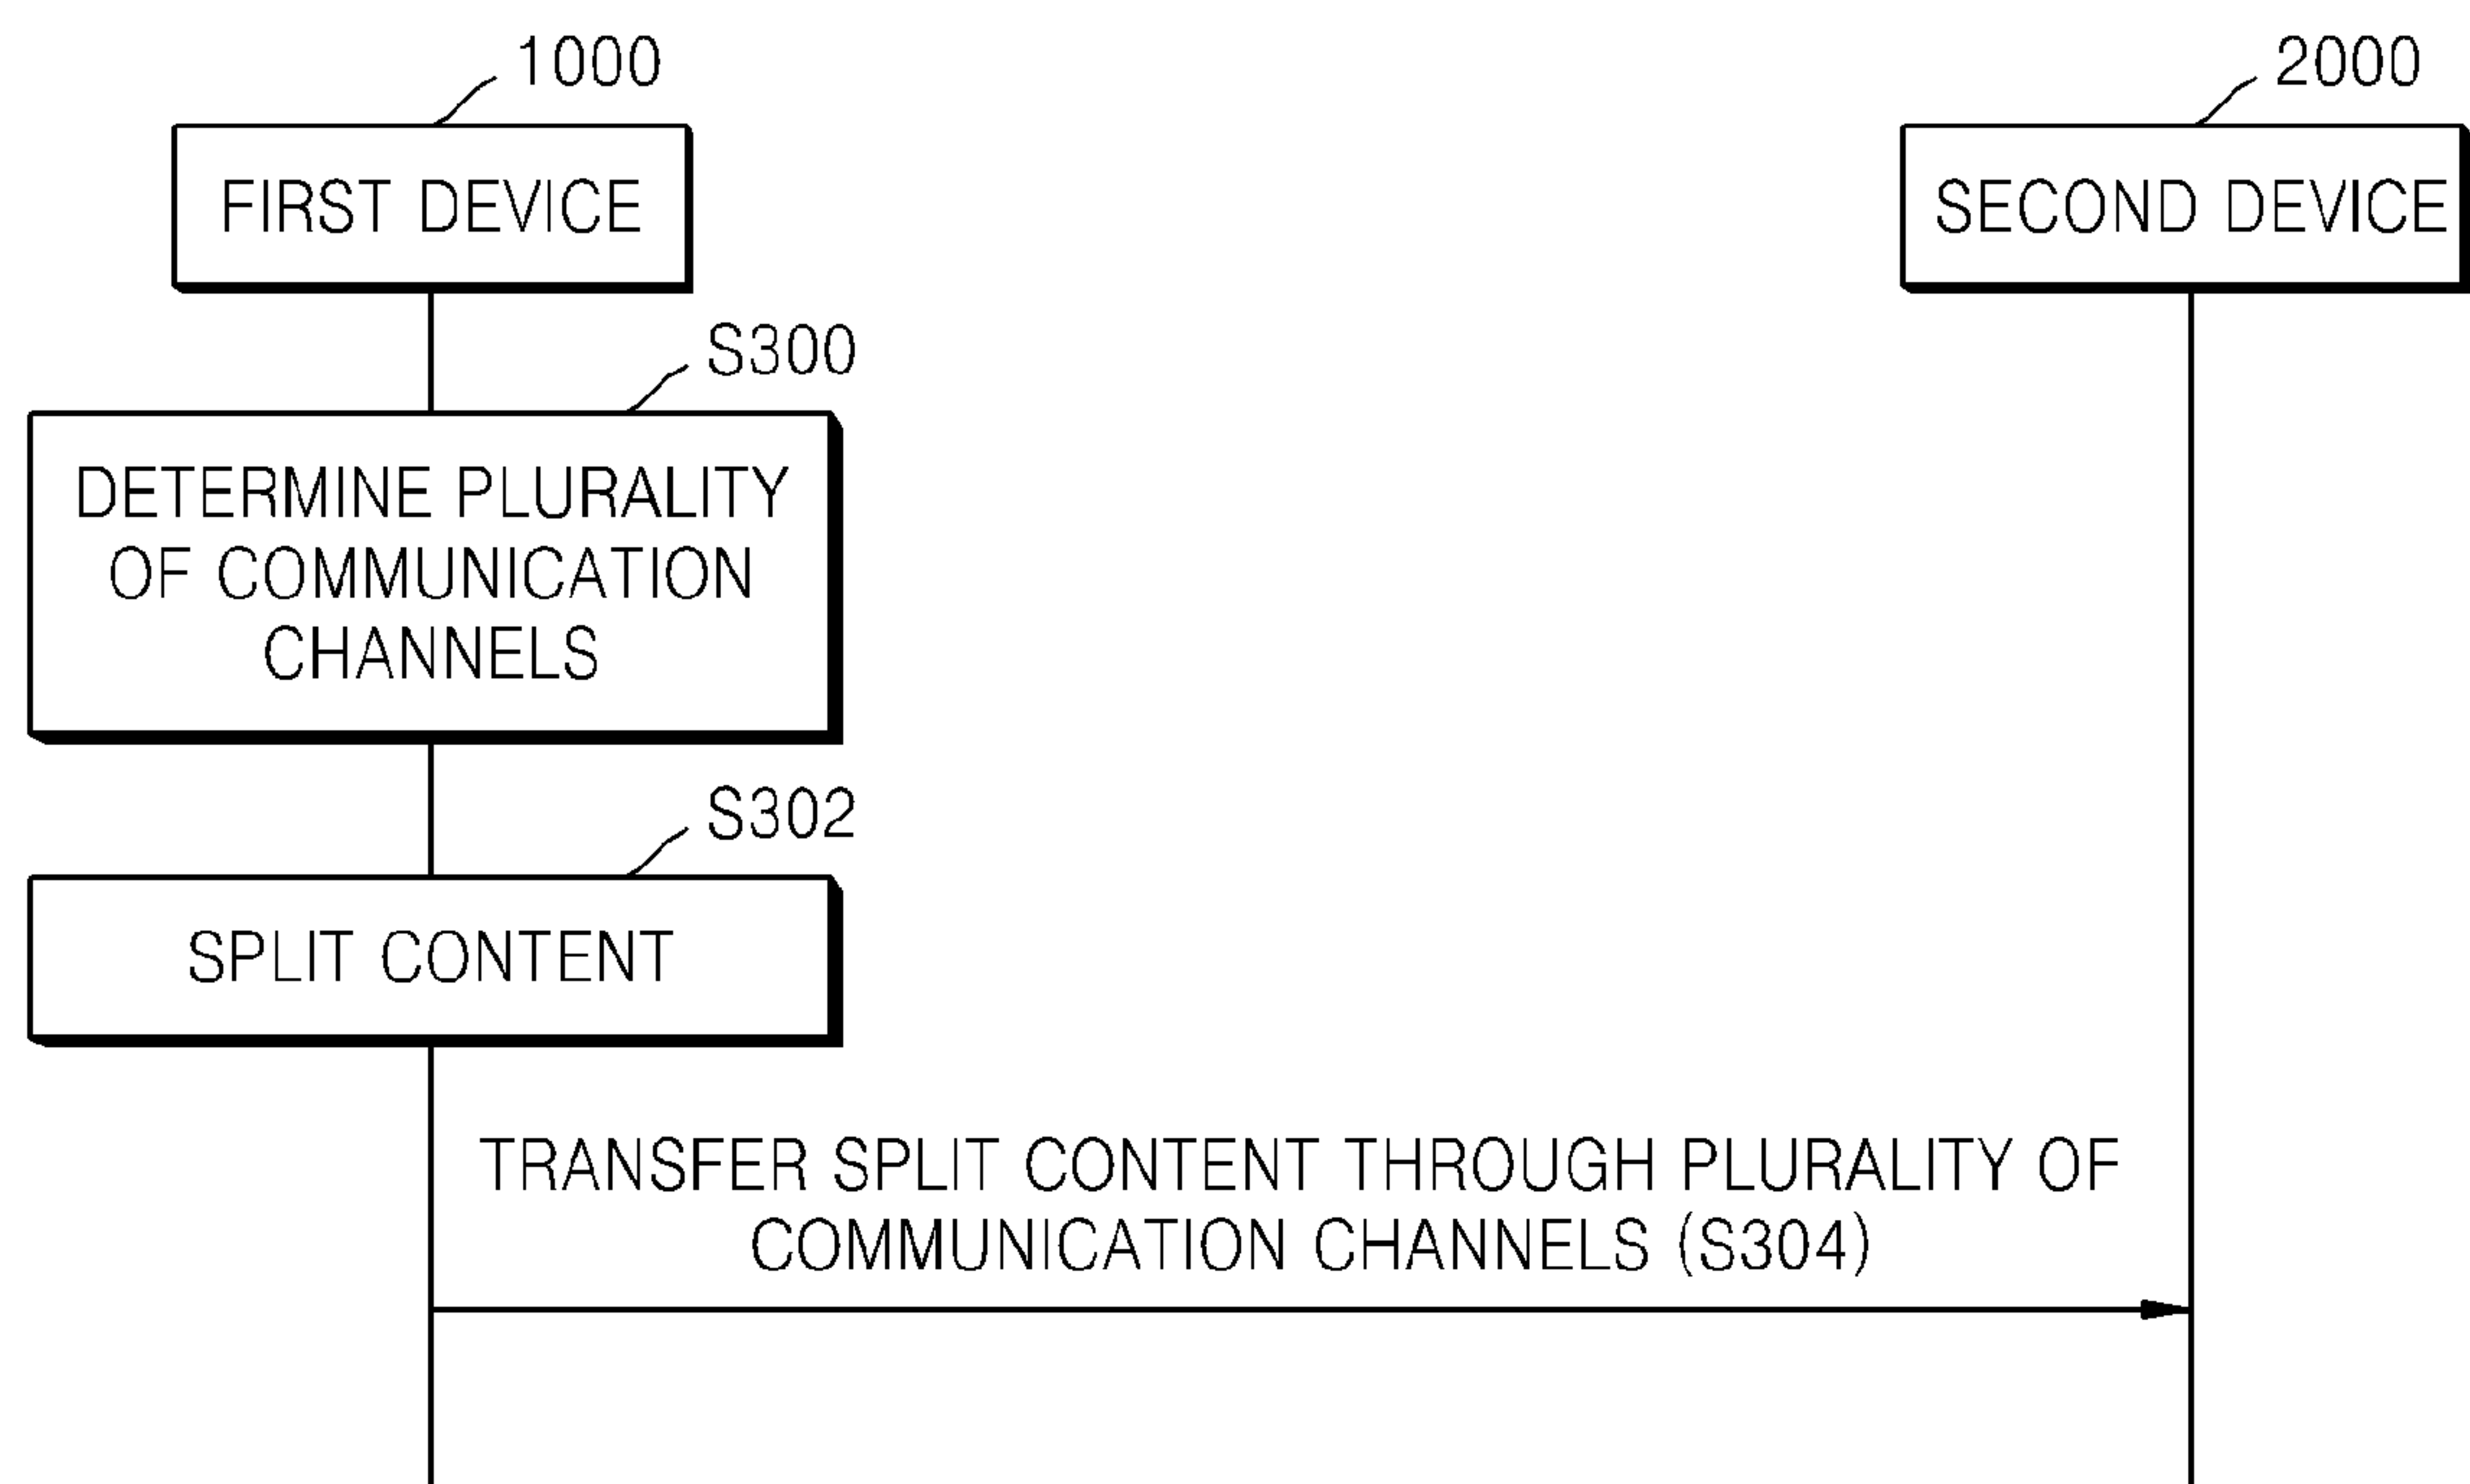 1000
2000
FIRST DEVICE
SECOND DEVICE
S300
DETERMINE PLURALITY
OF COMMUNICATION
CHANNELS
S302
SPLIT CONTENT
TRANSFER SPLIT CONTENT THROUGH PLURALITY OF
COMMUNICATION CHANNELS (S304)